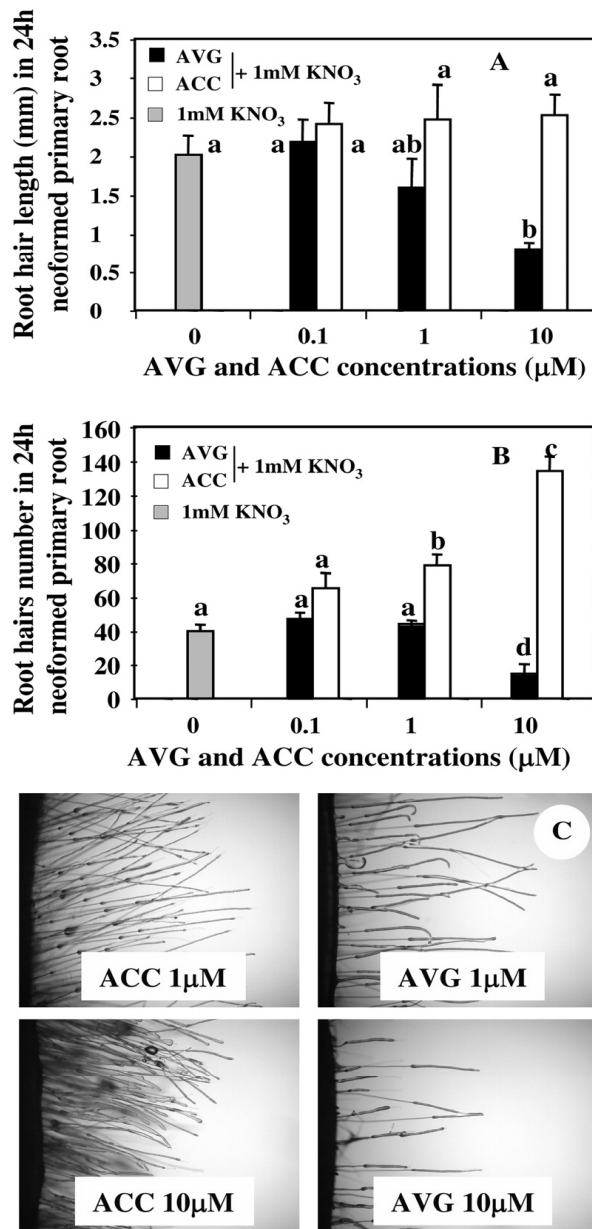 Root hair length (mm) in 24h
neoformed primary root
3.5
3
2.5
2
1.5
1
0.5
0
AVG
ACC
+ 1mM KNO₃
1mM KNO₃
A
a
a
a
ab
a
b
a
0
0.1
1
10
AVG and ACC concentrations (μM)
Root hairs number in 24h
neoformed primary root
160
140
120
100
80
60
40
20
0
AVG
ACC
+ 1mM KNO₃
1mM KNO₃
B
a
a
a
a
b
d
c
0
0.1
1
10
AVG and ACC concentrations (μM)
C
ACC 1μM
AVG 1μM
ACC 10μM
AVG 10μM